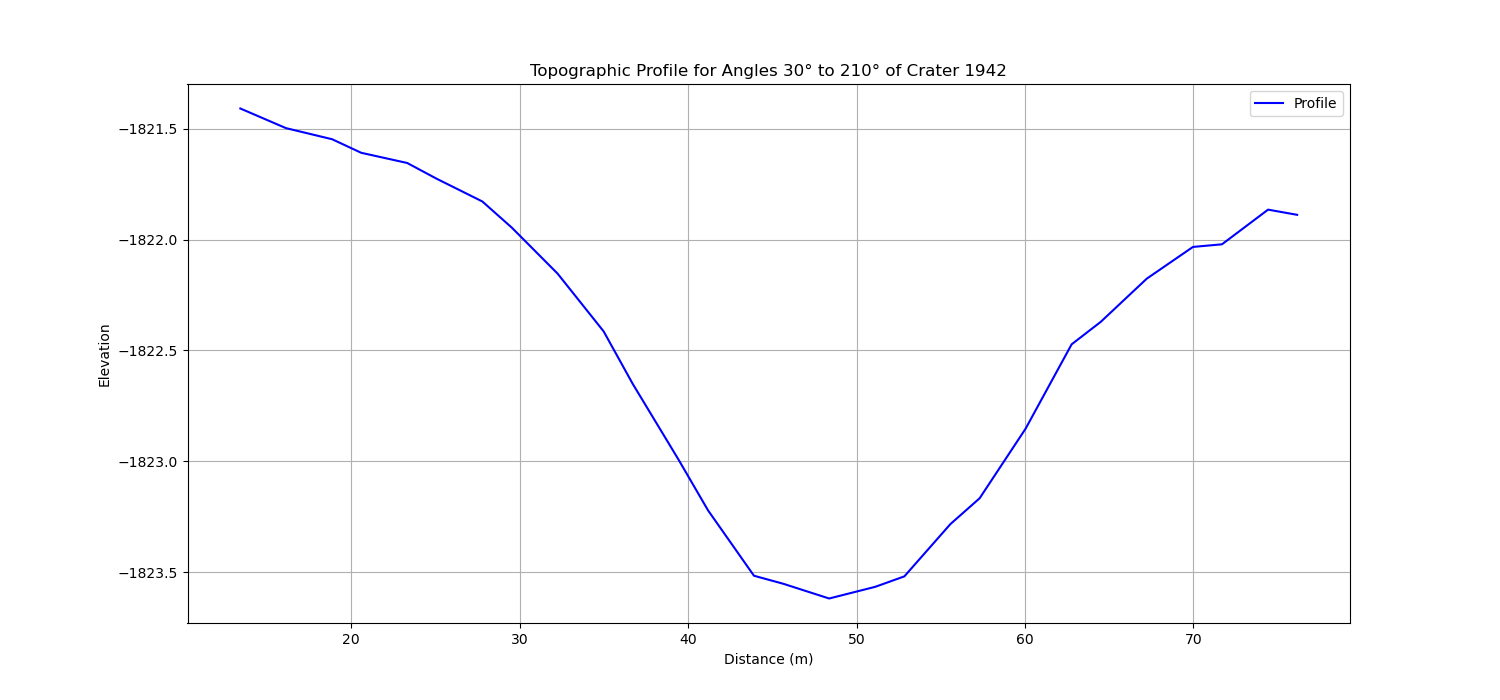 Topographic Profile for Angles 30° to 210° of Crater 1942
Profile
−1821.5
−1822.0
−1822.5
−1823.0
−1823.5
Elevation
20 30 40 50 60 70
Distance (m)